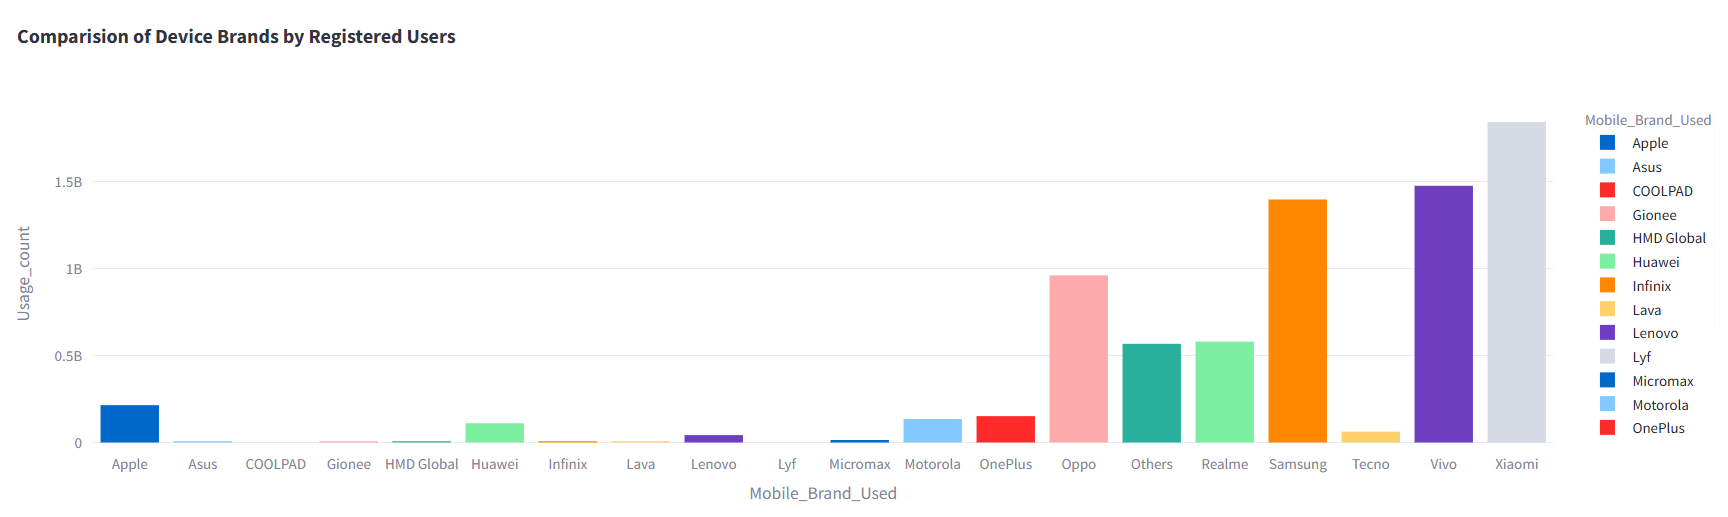 Comparision of Device Brands by Registered Users
Usage_count
1.5B
1B
0.5B
0
Apple
Asus
COOLPAD
Gionee
HMD Global
Huawei
Infinix
Lava
Lenovo
Lyf
Micromax
Motorola
OnePlus
Oppo
Others
Realme
Samsung
Tecno
Vivo
Xiaomi
Mobile_Brand_Used
Mobile_Brand_Used
Apple
Asus
COOLPAD
Gionee
HMD Global
Huawei
Infinix
Lava
Lenovo
Lyf
Micromax
Motorola
OnePlus